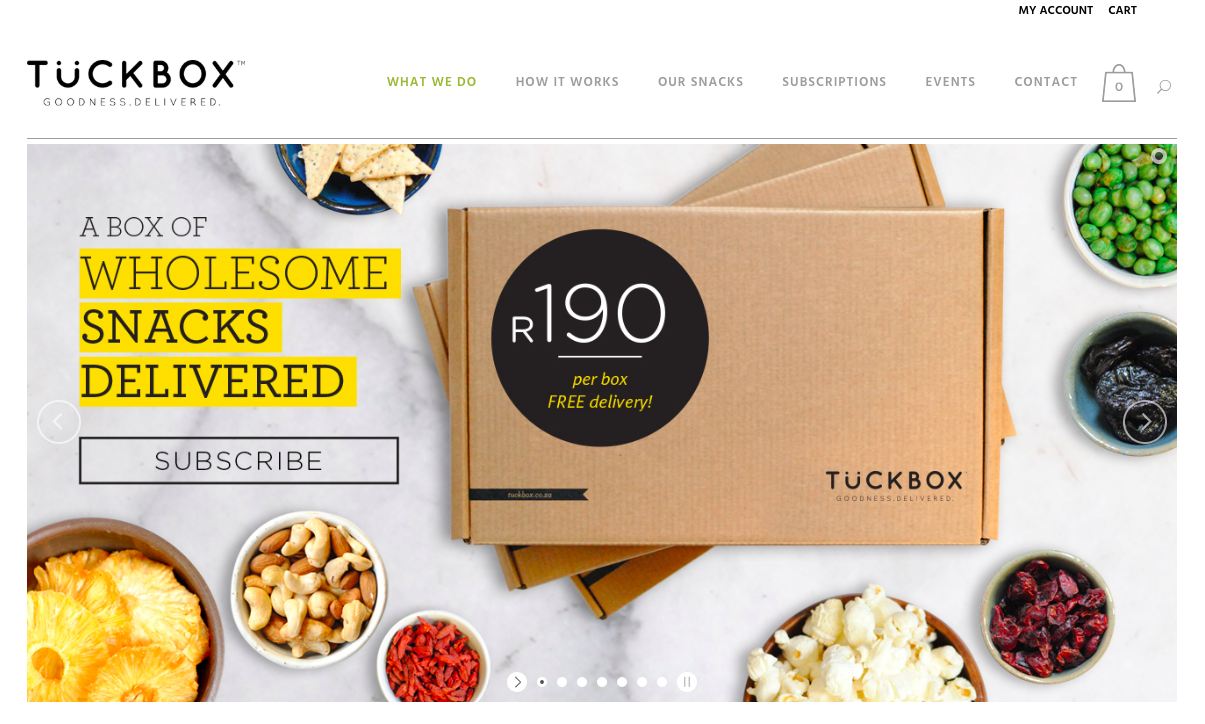 MY ACCOUNT CART
TÜCKBOX™
GOODNESS.DELIVERED.
WHAT WE DO HOW IT WORKS OUR SNACKS SUBSCRIPTIONS EVENTS CONTACT 0
A BOX OF
WHOLESOME
SNACKS
DELIVERED
SUBSCRIBE
R190
per box
FREE delivery!
tuckbox.co.za
TÜCKBOX
GOODNESS.DELIVERED.